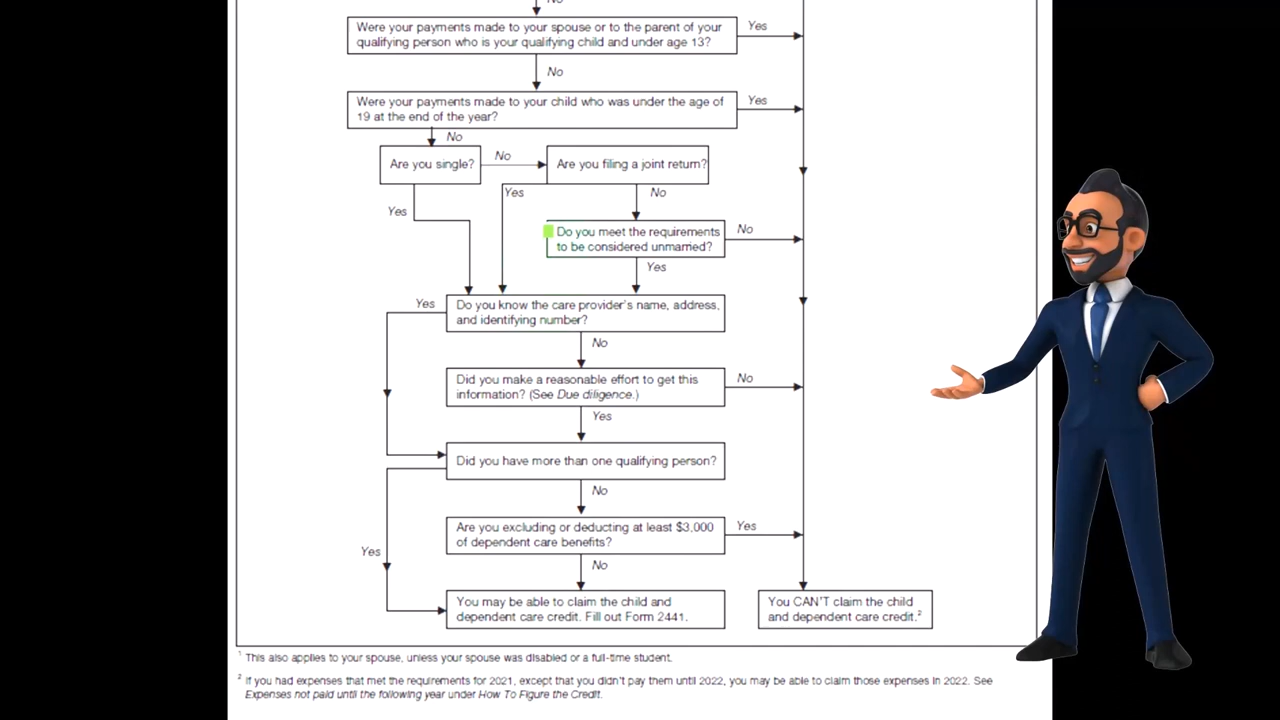 No
Were your payments made to your spouse or to the parent of your
qualifying person who is your qualifying child and under age 13?
Yes
No
Were your payments made to your child who was under the age of
19 at the end of the year?
Yes
No
Are you single?
No
Are you filing a joint return?
Yes
Yes
No
Do you meet the requirements
to be considered unmarried?
No
Yes
Do you know the care provider's name, address,
and identifying number?
Yes
No
Did you make a reasonable effort to get this
information? (See Due diligence.)
No
Yes
Did you have more than one qualifying person?
No
Are you excluding or deducting at least $3,000
of dependent care benefits?
Yes
Yes
No
You may be able to claim the child and
dependent care credit. Fill out Form 2441.
You CAN'T claim the child
and dependent care credit.2
1 This also applies to your spouse, unless your spouse was disabled or a full-time student.
2 If you had expenses that met the requirements for 2021, except that you didn't pay them until 2022, you may be able to claim those expenses in 2022. See
Expenses not paid until the following year under How To Figure the Credit.